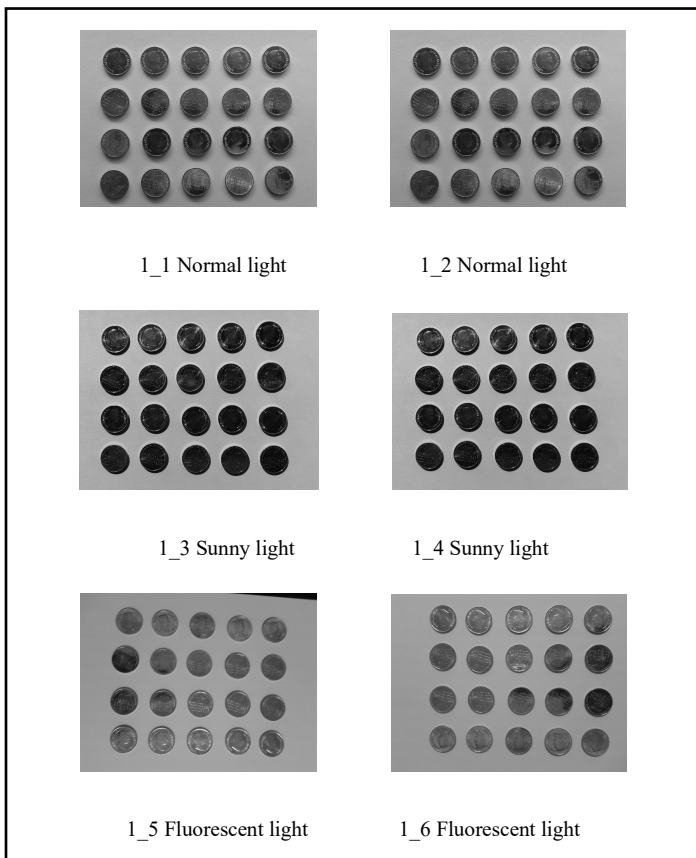 1_1 Normal light
1_2 Normal light
1_3 Sunny light
1_4 Sunny light
1_5 Fluorescent light
1_6 Fluorescent light